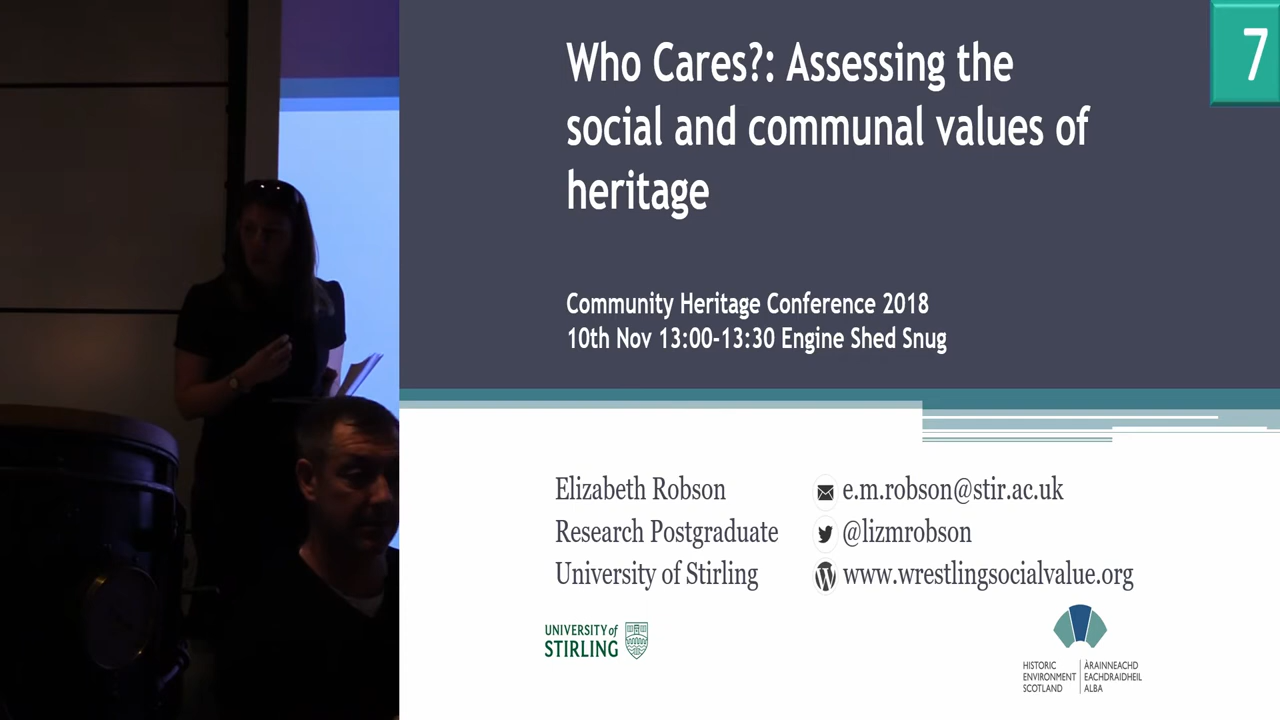 7
Who Cares?: Assessing the
social and communal values of
heritage
Community Heritage Conference 2018
10th Nov 13:00-13:30 Engine Shed Snug
Elizabeth Robson
e.m.robson@stir.ac.uk
Research Postgraduate
@lizmrobson
University of Stirling
www.wrestlingsocialvalue.org
UNIVERSITY of
STIRLING
HISTORIC
ENVIRONMENT
SCOTLAND
ÀRAINNEACHD
EACHDRAIDHEIL
ALBA